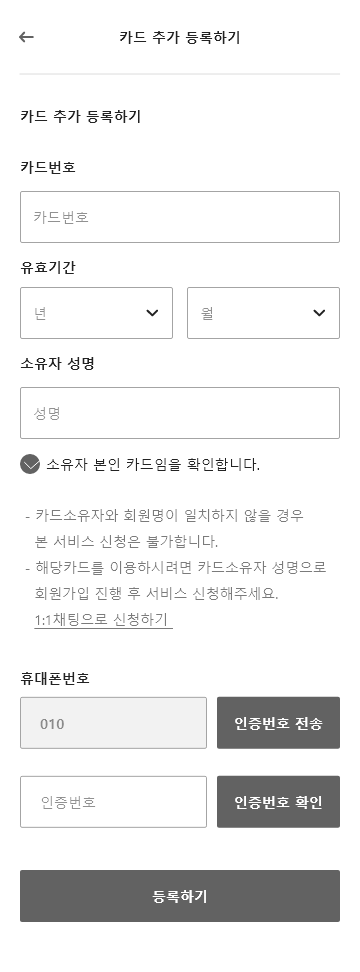 카드 추가 등록하기
카드 추가 등록하기
카드번호
카드번호
유효기간
년 월
소유자 성명
성명
소유자 본인 카드임을 확인합니다.
- 카드소유자와 회원명이 일치하지 않을 경우
본 서비스 신청은 불가합니다.
- 해당카드를 이용하시려면 카드소유자 성명으로
회원가입 진행 후 서비스 신청해주세요.
1:1채팅으로 신청하기
휴대폰번호
010 인증번호 전송
인증번호 인증번호 확인
등록하기